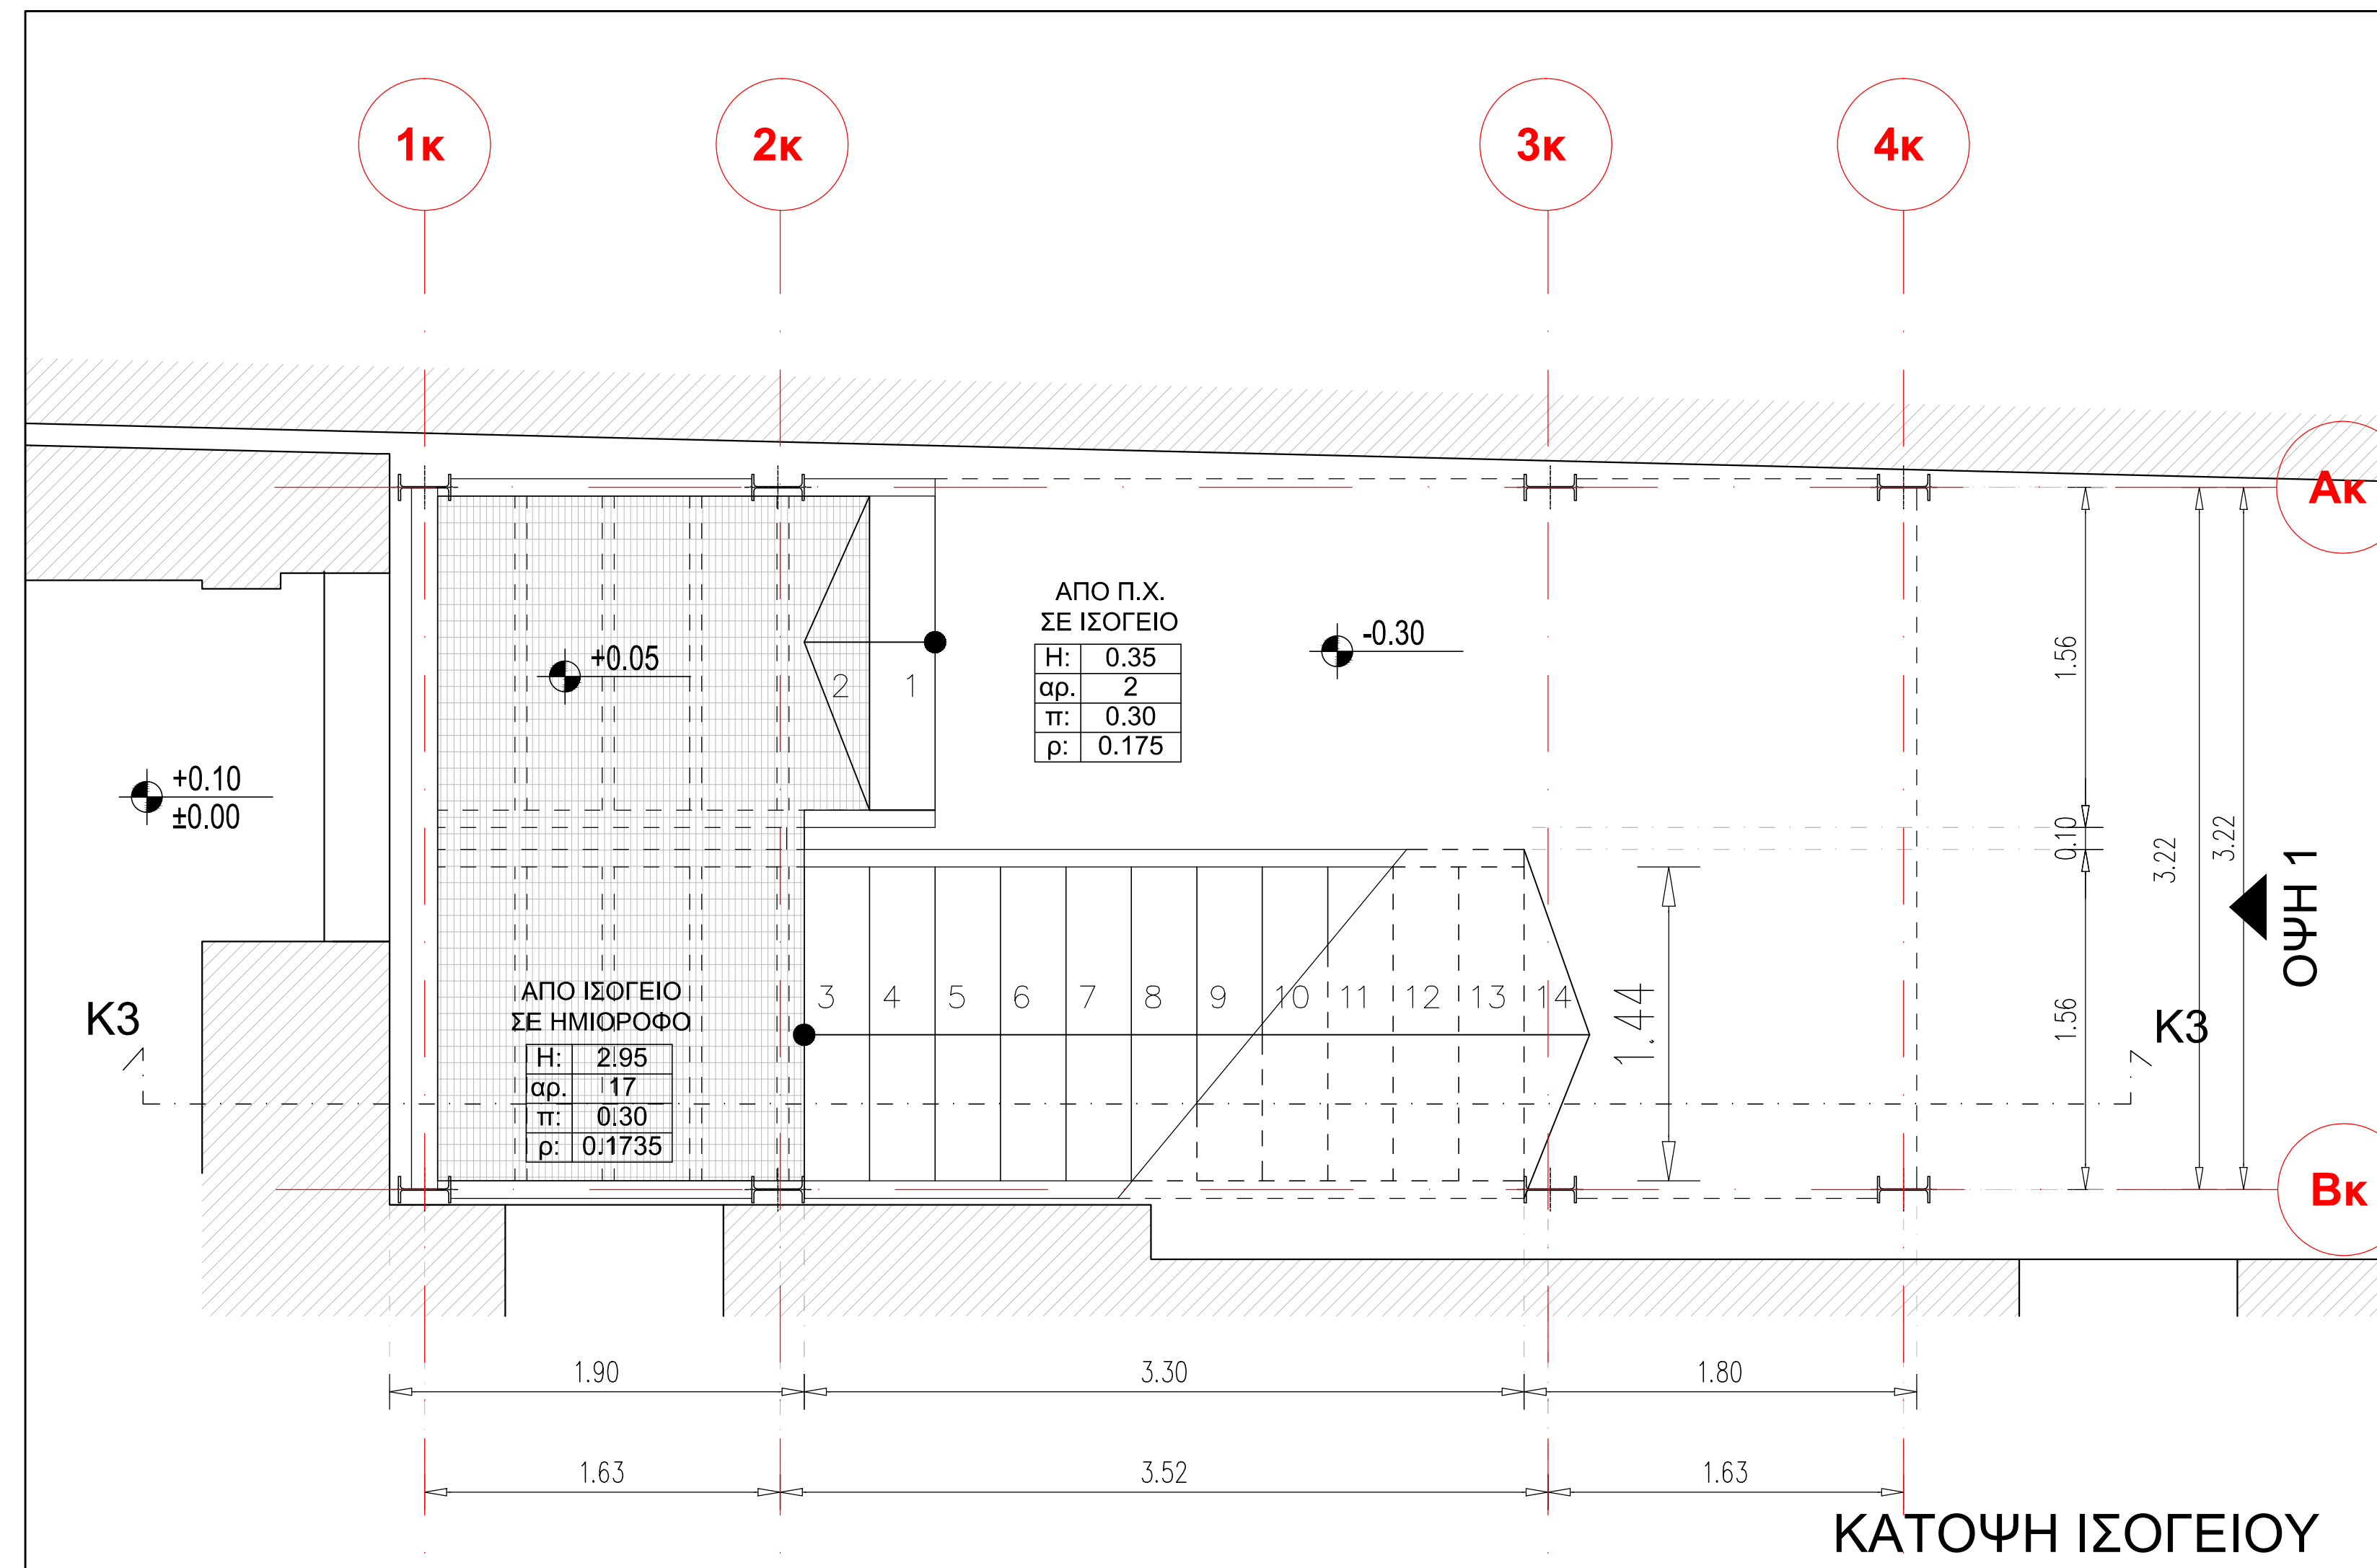 1κ
2κ
3κ
4κ
Ακ
ΑΠΟ Π.Χ.
ΣΕ ΙΣΟΓΕΙΟ
H: 0.35
αρ. 2
π: 0.30
ρ: 0.175
-0.30
+0.05
2
1
+0.10
±0.00
1.56
0.10
3.22
3.22
ΟΨΗ 1
ΑΠΟ ΙΣΟΓΕΙΟ
ΣΕ ΗΜΙΟΡΟΦΟ
H: 2.95
αρ. 17
π: 0.30
ρ: 0.1735
3
4
5
6
7
8
9
10
11
12
13
14
1.44
1.56
K3
K3
Βκ
1.90
3.30
1.80
1.63
3.52
1.63
ΚΑΤΟΨΗ ΙΣΟΓΕΙΟΥ